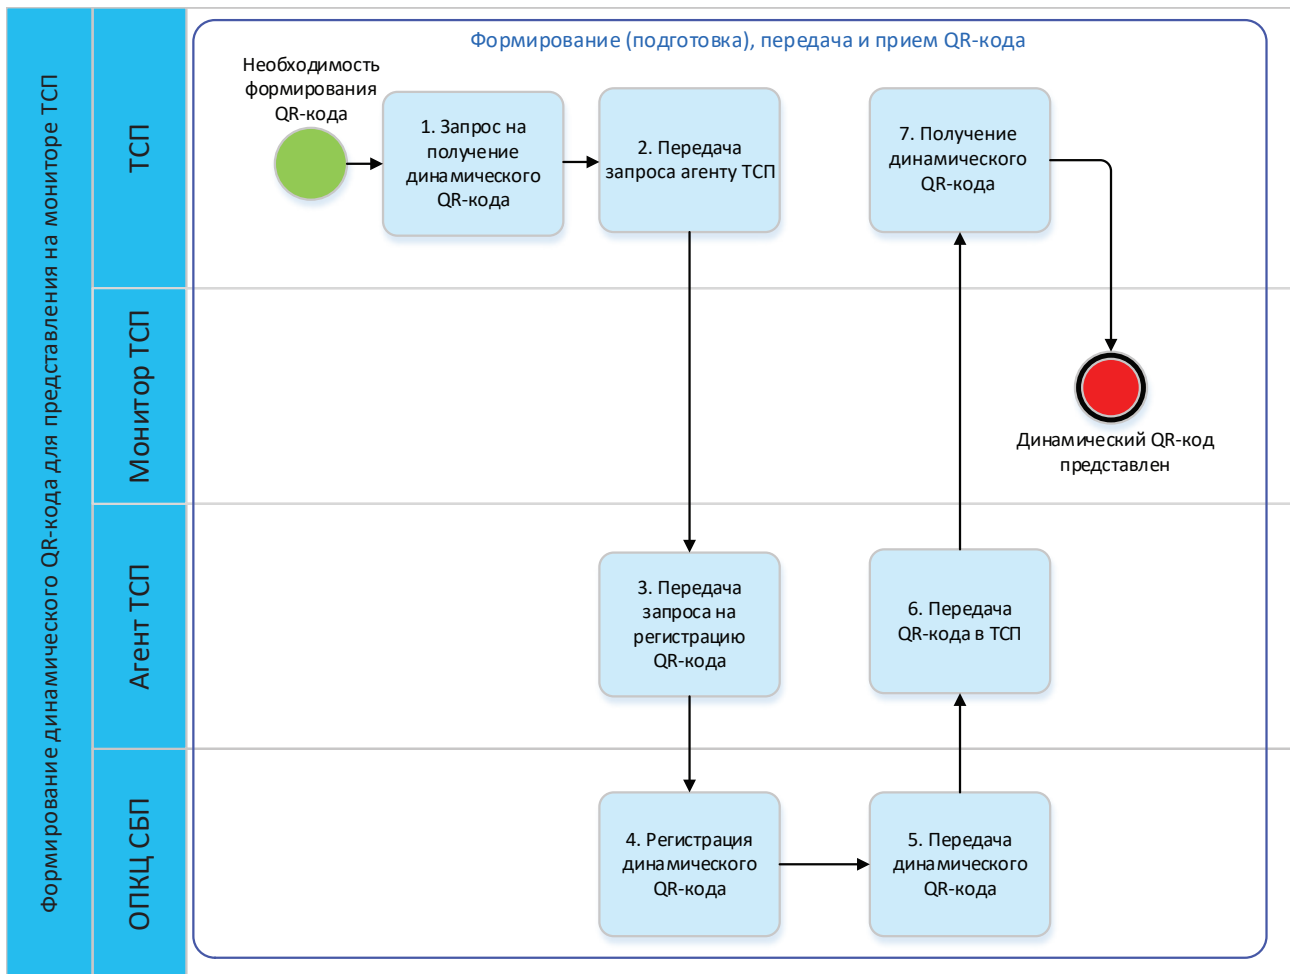 Формирование динамического QR-кода для представления на мониторе ТСП
ТСП
Монитор ТСП
Агент ТСП
ОПКЦ СБП
Формирование (подготовка), передача и прием QR-кода
Необходимость
формирования
QR-кода
1. Запрос на
получение
динамического
QR-кода
2. Передача
запроса агенту ТСП
7. Получение
динамического
QR-кода
Динамический QR-код
представлен
3. Передача
запроса на
регистрацию
QR-кода
6. Передача
QR-кода в ТСП
4. Регистрация
динамического
QR-кода
5. Передача
динамического
QR-кода